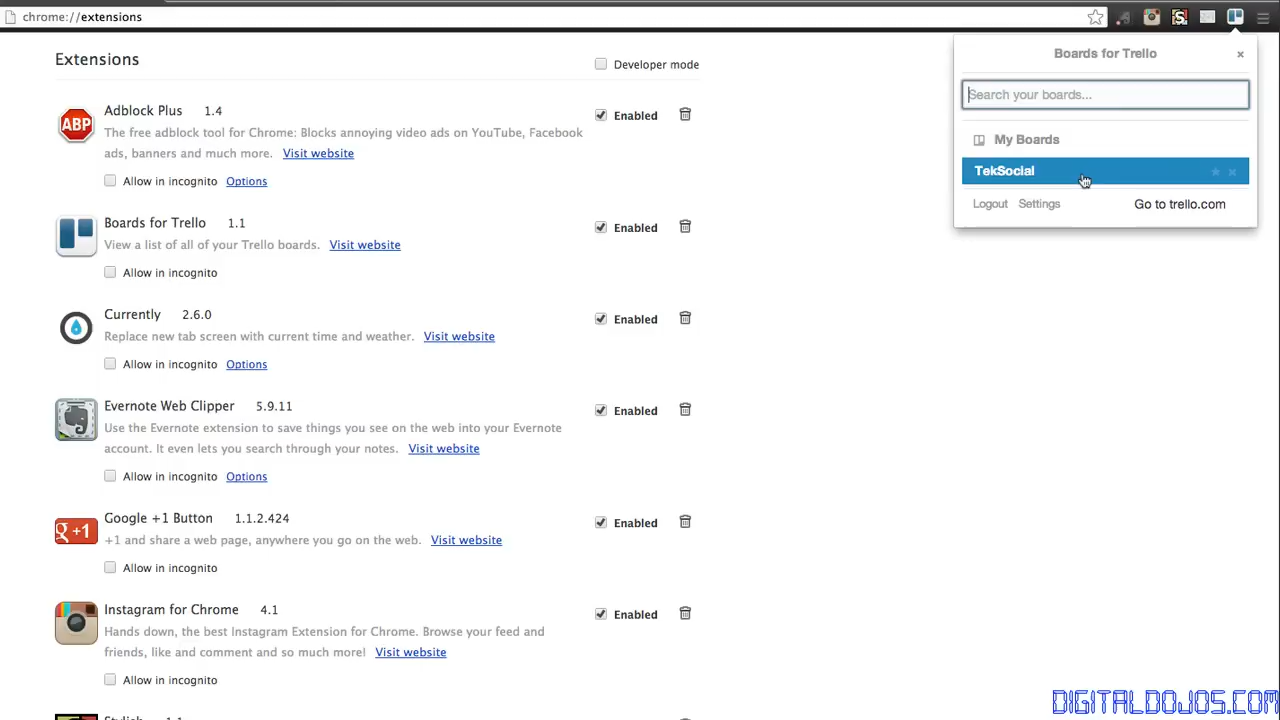 chrome://extensions
Extensions
Developer mode
ABP
Adblock Plus 1.4
The free adblock tool for Chrome: Blocks annoying video ads on YouTube, Facebook
ads, banners and much more. Visit website
Allow in incognito Options
Enabled
Boards for Trello 1.1
View a list of all of your Trello boards. Visit website
Allow in incognito
Enabled
Currently 2.6.0
Replace new tab screen with current time and weather. Visit website
Allow in incognito Options
Enabled
Evernote Web Clipper 5.9.11
Use the Evernote extension to save things you see on the web into your Evernote
account. It even lets you search through your notes. Visit website
Allow in incognito Options
Enabled
g +1
Google +1 Button 1.1.2.424
+1 and share a web page, anywhere you go on the web. Visit website
Allow in incognito
Enabled
Instagram for Chrome 4.1
Hands down, the best Instagram Extension for Chrome. Browse your feed and
friends, like and comment and so much more! Visit website
Allow in incognito
Enabled
Boards for Trello ×
Search your boards...
My Boards
TekSocial
Logout Settings Go to trello.com
DIGITALDOJOS.COM